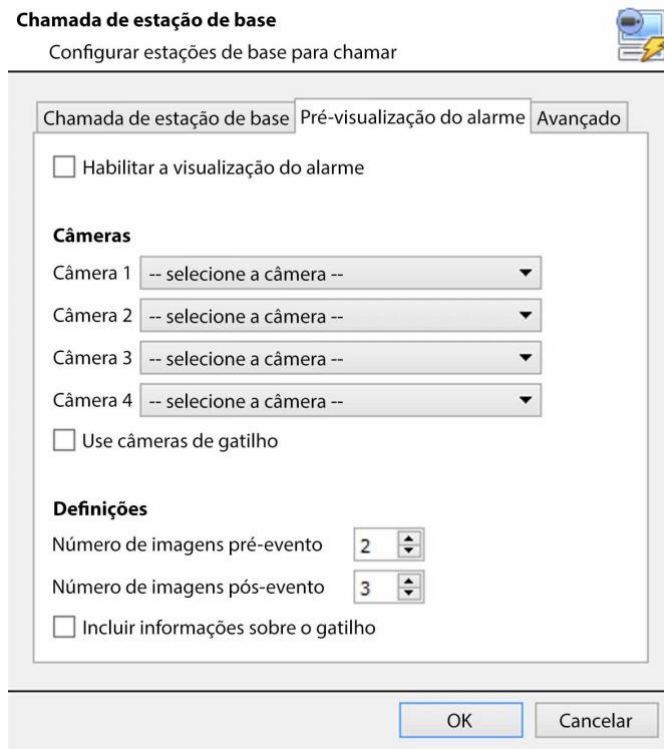 Chamada de estação de base
Configurar estações de base para chamar
Chamada de estação de base Pré-visualização do alarme Avançado
Habilitar a visualização do alarme
Câmeras
Câmera 1 -- selecione a câmera --
Câmera 2 -- selecione a câmera --
Câmera 3 -- selecione a câmera --
Câmera 4 -- selecione a câmera --
Use câmeras de gatilho
Definições
Número de imagens pré-evento 2
Número de imagens pós-evento 3
Incluir informações sobre o gatilho
OK Cancelar